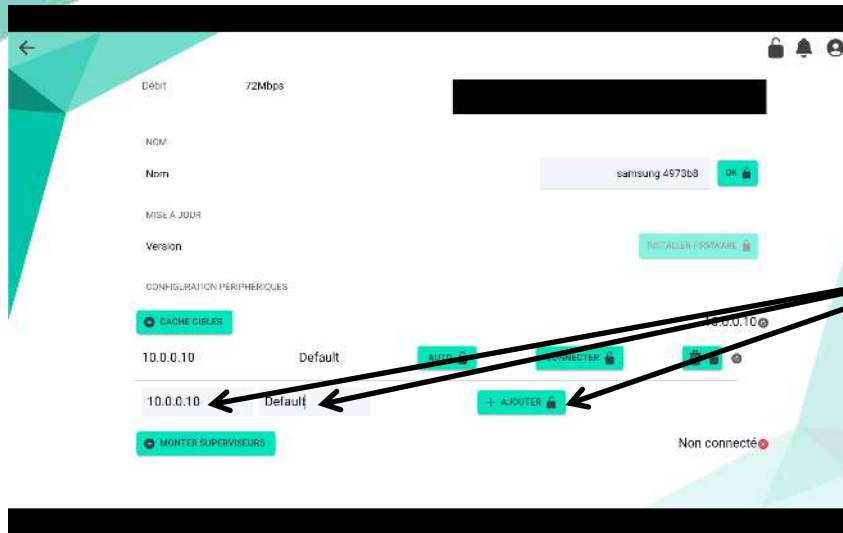 Débit 72Mbps
NOM
Nom samsung 4973b8 OK
MISE À JOUR
Version INSTALLER FIRMWARE
CONFIGURATION PÉRIPHÉRIQUES
CACHE CIBLES 10.0.0.10
10.0.0.10 Default AUTO CONNECTER
10.0.0.10 Default + AJOUTER
MONTER SUPERVISEURS Non connecté